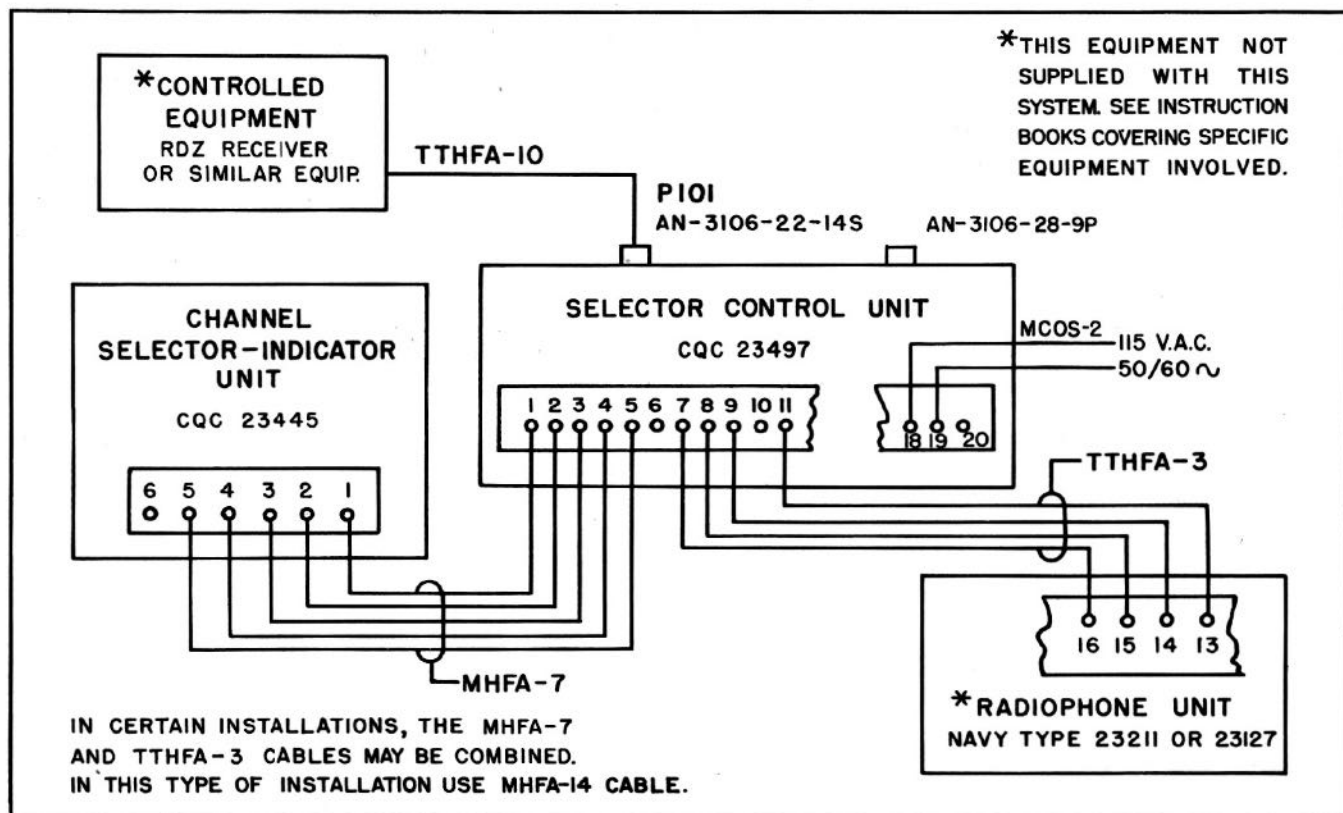 *CONTROLLED
EQUIPMENT
RDZ RECEIVER
OR SIMILAR EQUIP.
TTHFA-10
*THIS EQUIPMENT NOT
SUPPLIED WITH THIS
SYSTEM. SEE INSTRUCTION
BOOKS COVERING SPECIFIC
EQUIPMENT INVOLVED.
P101
AN-3106-22-14S
AN-3106-28-9P
CHANNEL
SELECTOR-INDICATOR
UNIT
CQC 23445
6 5 4 3 2 1
SELECTOR CONTROL UNIT
CQC 23497
1 2 3 4 5 6 7 8 9 10 11
18 19 20
MCOS-2
115 V.A.C.
50/60 ~
TTHFA-3
MHFA-7
16 15 14 13
*RADIOPHONE UNIT
NAVY TYPE 23211 OR 23127
IN CERTAIN INSTALLATIONS, THE MHFA-7
AND TTHFA-3 CABLES MAY BE COMBINED.
IN THIS TYPE OF INSTALLATION USE MHFA-14 CABLE.